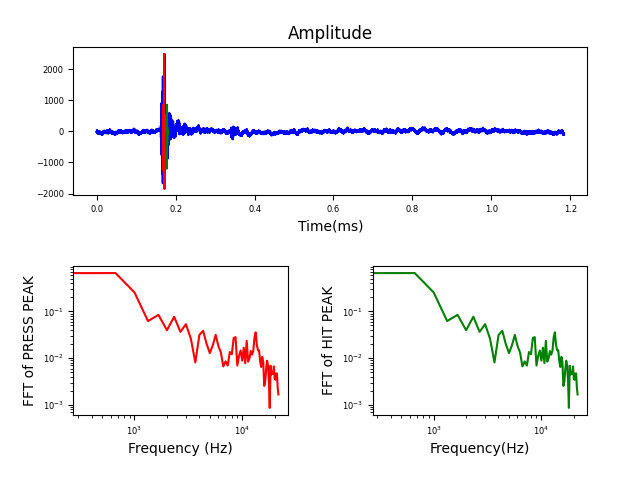 Amplitude
2000
1000
0
−1000
−2000
0.0 0.2 0.4 0.6 0.8 1.0 1.2
Time(ms)
FFT of PRESS PEAK
10⁻¹
10⁻²
10⁻³
10³ 10⁴
Frequency (Hz)
FFT of HIT PEAK
10⁻¹
10⁻²
10⁻³
10³ 10⁴
Frequency(Hz)